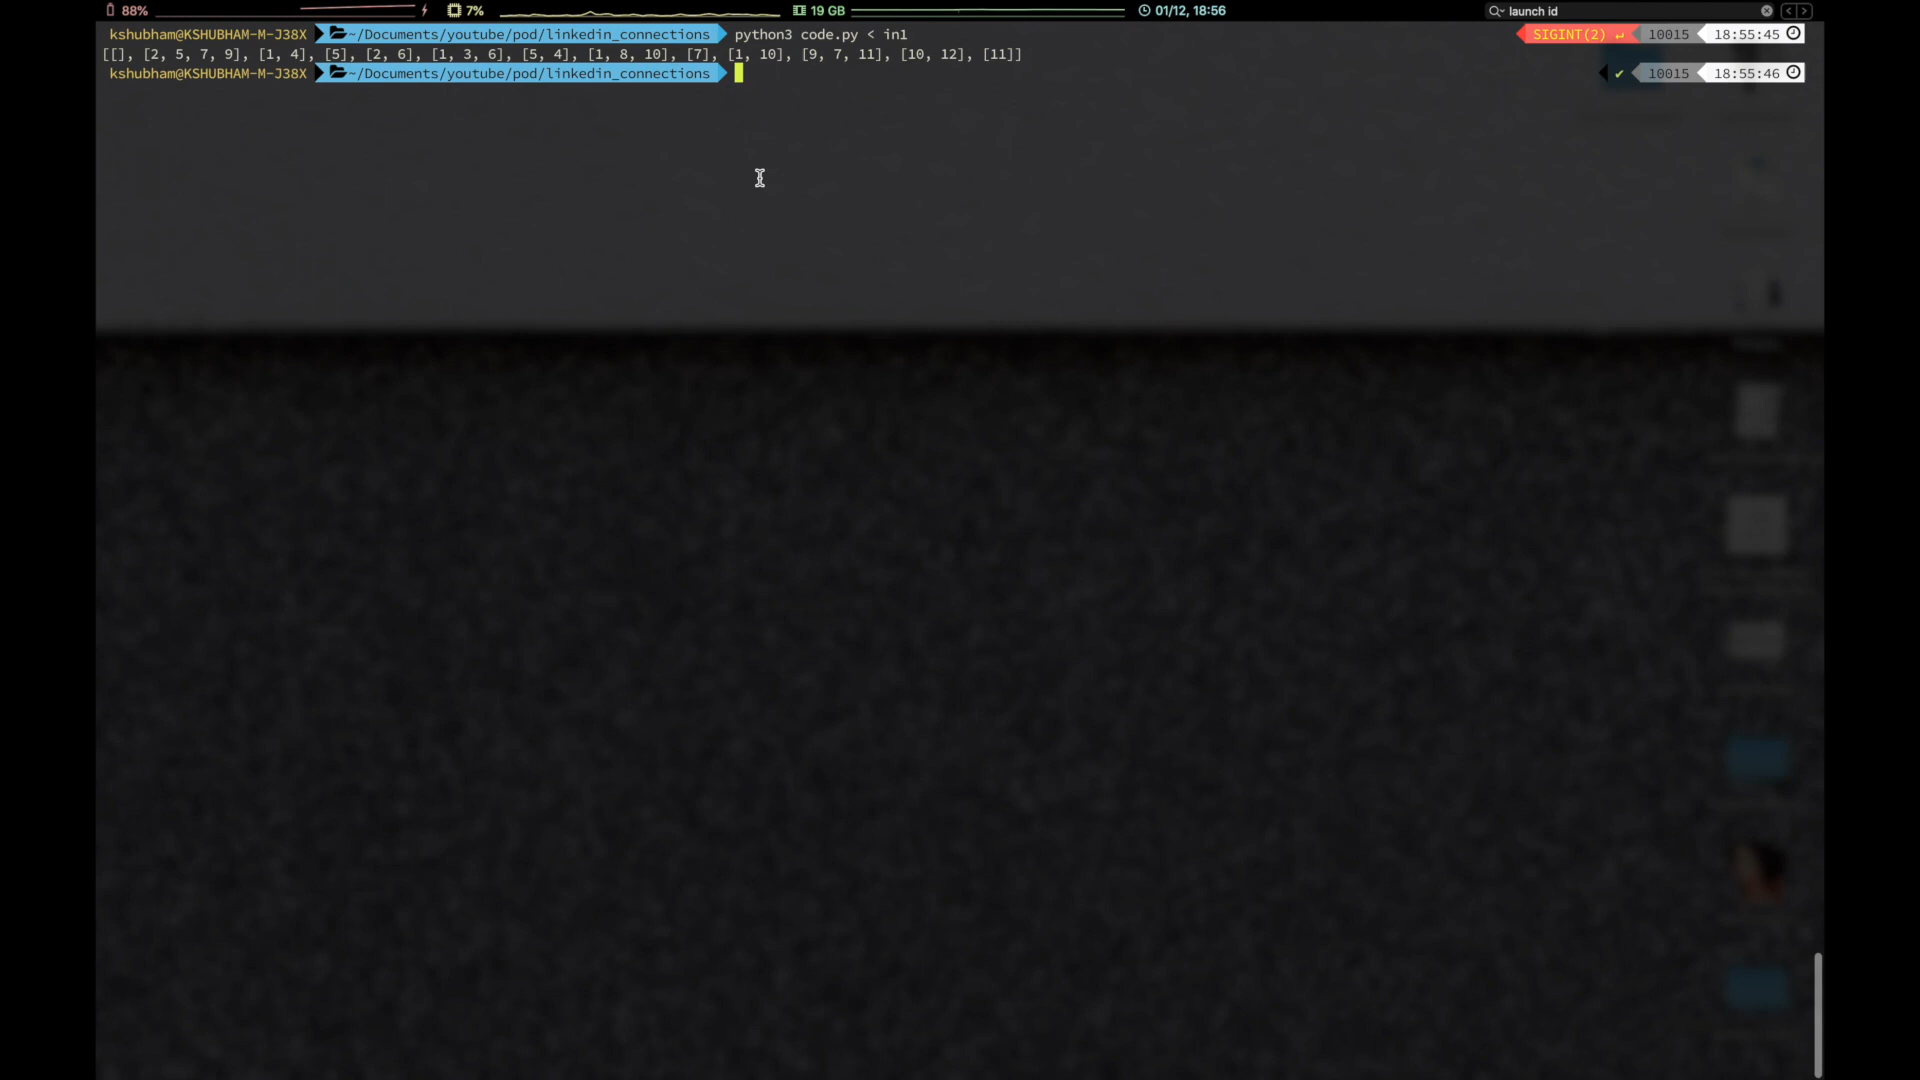 88% 7% 19 GB 01/12, 18:56 launch id
kshubham@KSHUBHAM-M-J38X ~/Documents/youtube/pod/linkedin_connections python3 code.py < in1 SIGINT(2) ↵ 10015 18:55:45
[[], [2, 5, 7, 9], [1, 4], [5], [2, 6], [1, 3, 6], [5, 4], [1, 8, 10], [7], [1, 10], [9, 7, 11], [10, 12], [11]]
kshubham@KSHUBHAM-M-J38X ~/Documents/youtube/pod/linkedin_connections ✔ 10015 18:55:46